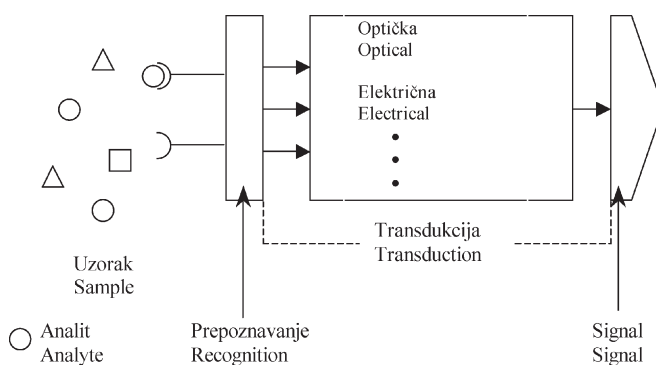 Optička
Optical
Električna
Electrical
Transdukcija
Transduction
Uzorak
Sample
Analit
Analyte
Prepoznavanje
Recognition
Signal
Signal